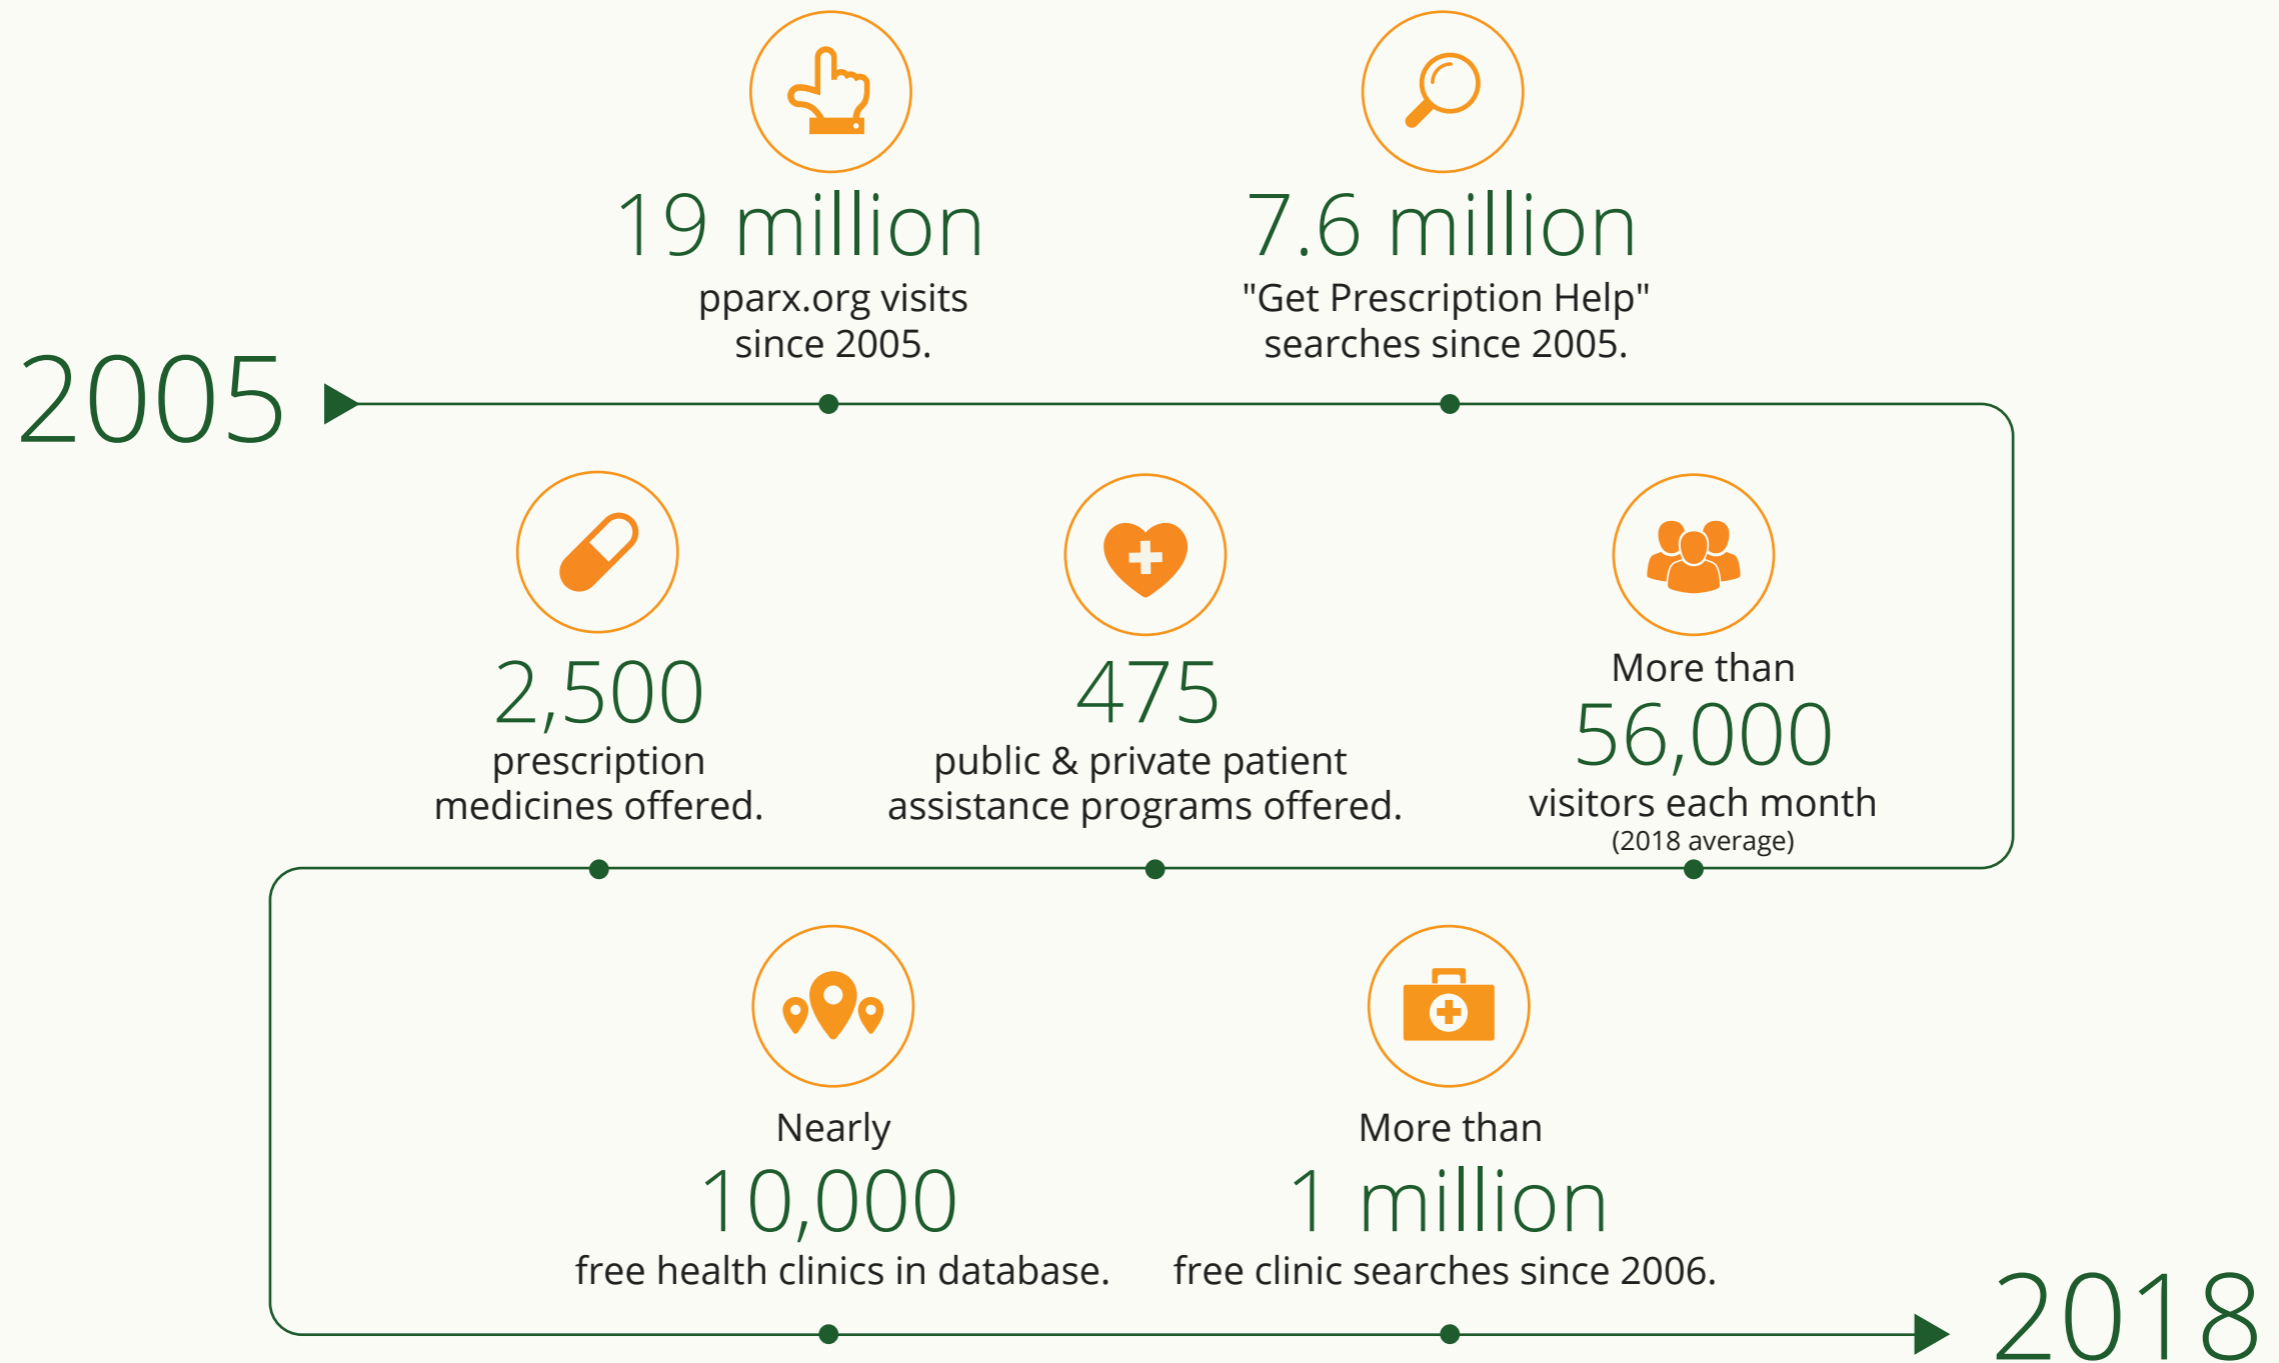 19 million
pparx.org visits
since 2005.
7.6 million
"Get Prescription Help"
searches since 2005.
2005
2,500
prescription
medicines offered.
475
public & private patient
assistance programs offered.
More than
56,000
visitors each month
(2018 average)
Nearly
10,000
free health clinics in database.
More than
1 million
free clinic searches since 2006.
2018